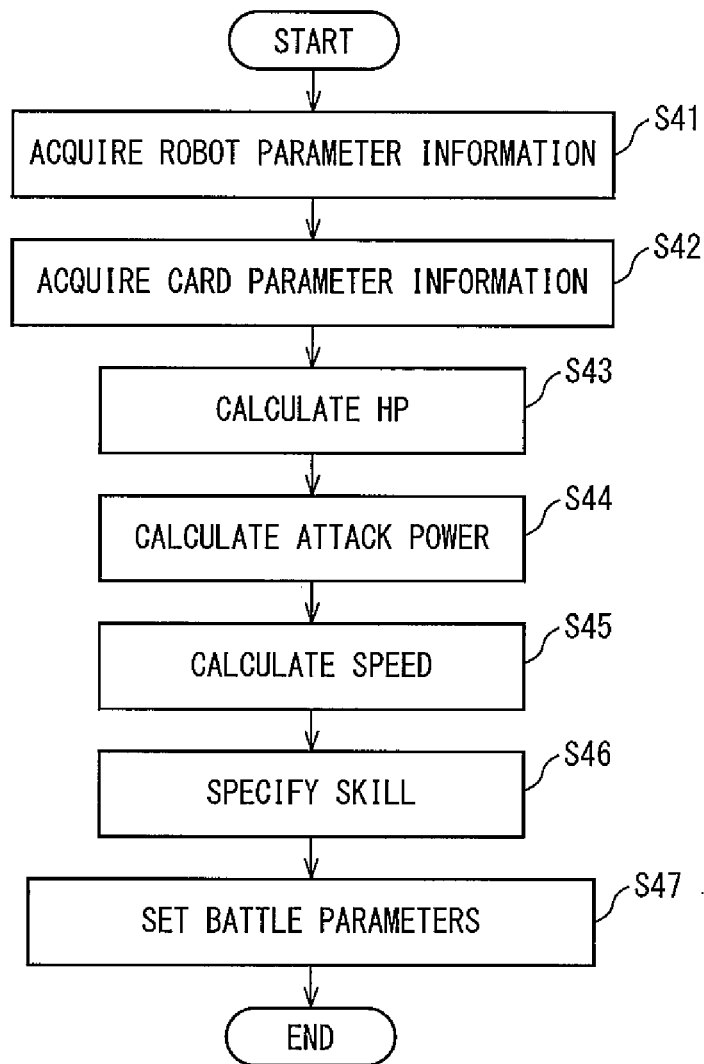 START
S41
ACQUIRE ROBOT PARAMETER INFORMATION
S42
ACQUIRE CARD PARAMETER INFORMATION
S43
CALCULATE HP
S44
CALCULATE ATTACK POWER
S45
CALCULATE SPEED
S46
SPECIFY SKILL
S47
SET BATTLE PARAMETERS
END